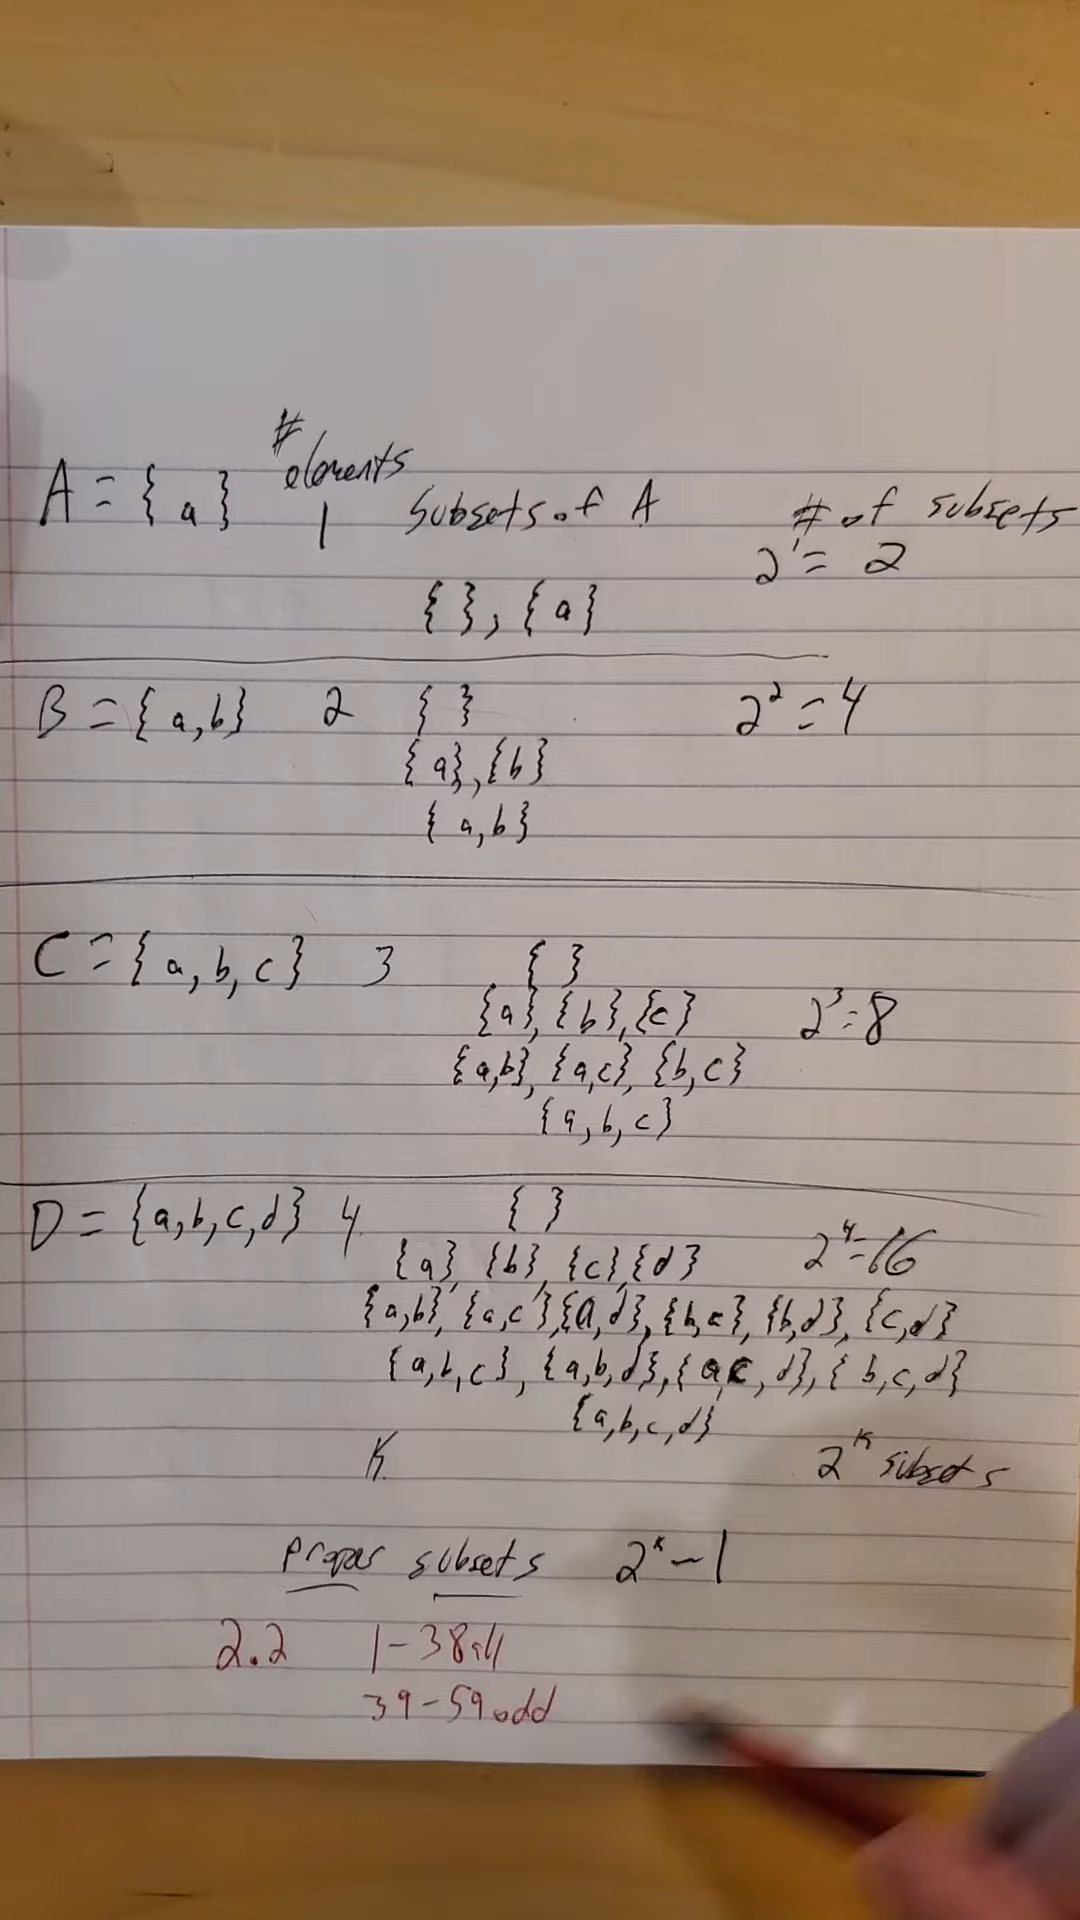 #
elements
A = { a } 1 Subsets of A # of subsets
2¹ = 2
{ }, { a }
B = { a, b } 2 { } 2² = 4
{ a }, { b }
{ a, b }
C = { a, b, c } 3 { }
{ a }, { b }, { c } 2³ = 8
{ a, b }, { a, c }, { b, c }
{ a, b, c }
D = { a, b, c, d } 4 { }
{ a }, { b }, { c } { d } 2⁴ = 16
{ a, b }, { a, c }, { a, d }, { b, c }, { b, d }, { c, d }
{ a, b, c }, { a, b, d }, { a, c, d }, { b, c, d }
{ a, b, c, d }
K 2ᴷ subsets
proper subsets 2ᴷ - 1
2.2 1 - 38 all
39 - 59 odd